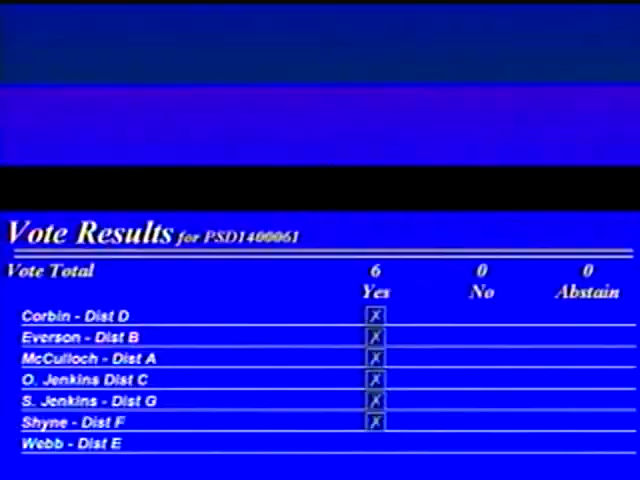 Vote Results for PSD1400061
Vote Total 6 0 0
Yes No Abstain
Corbin - Dist D X
Everson - Dist B X
McCulloch - Dist A X
O. Jenkins Dist C X
S. Jenkins - Dist G X
Shyne - Dist F X
Webb - Dist E